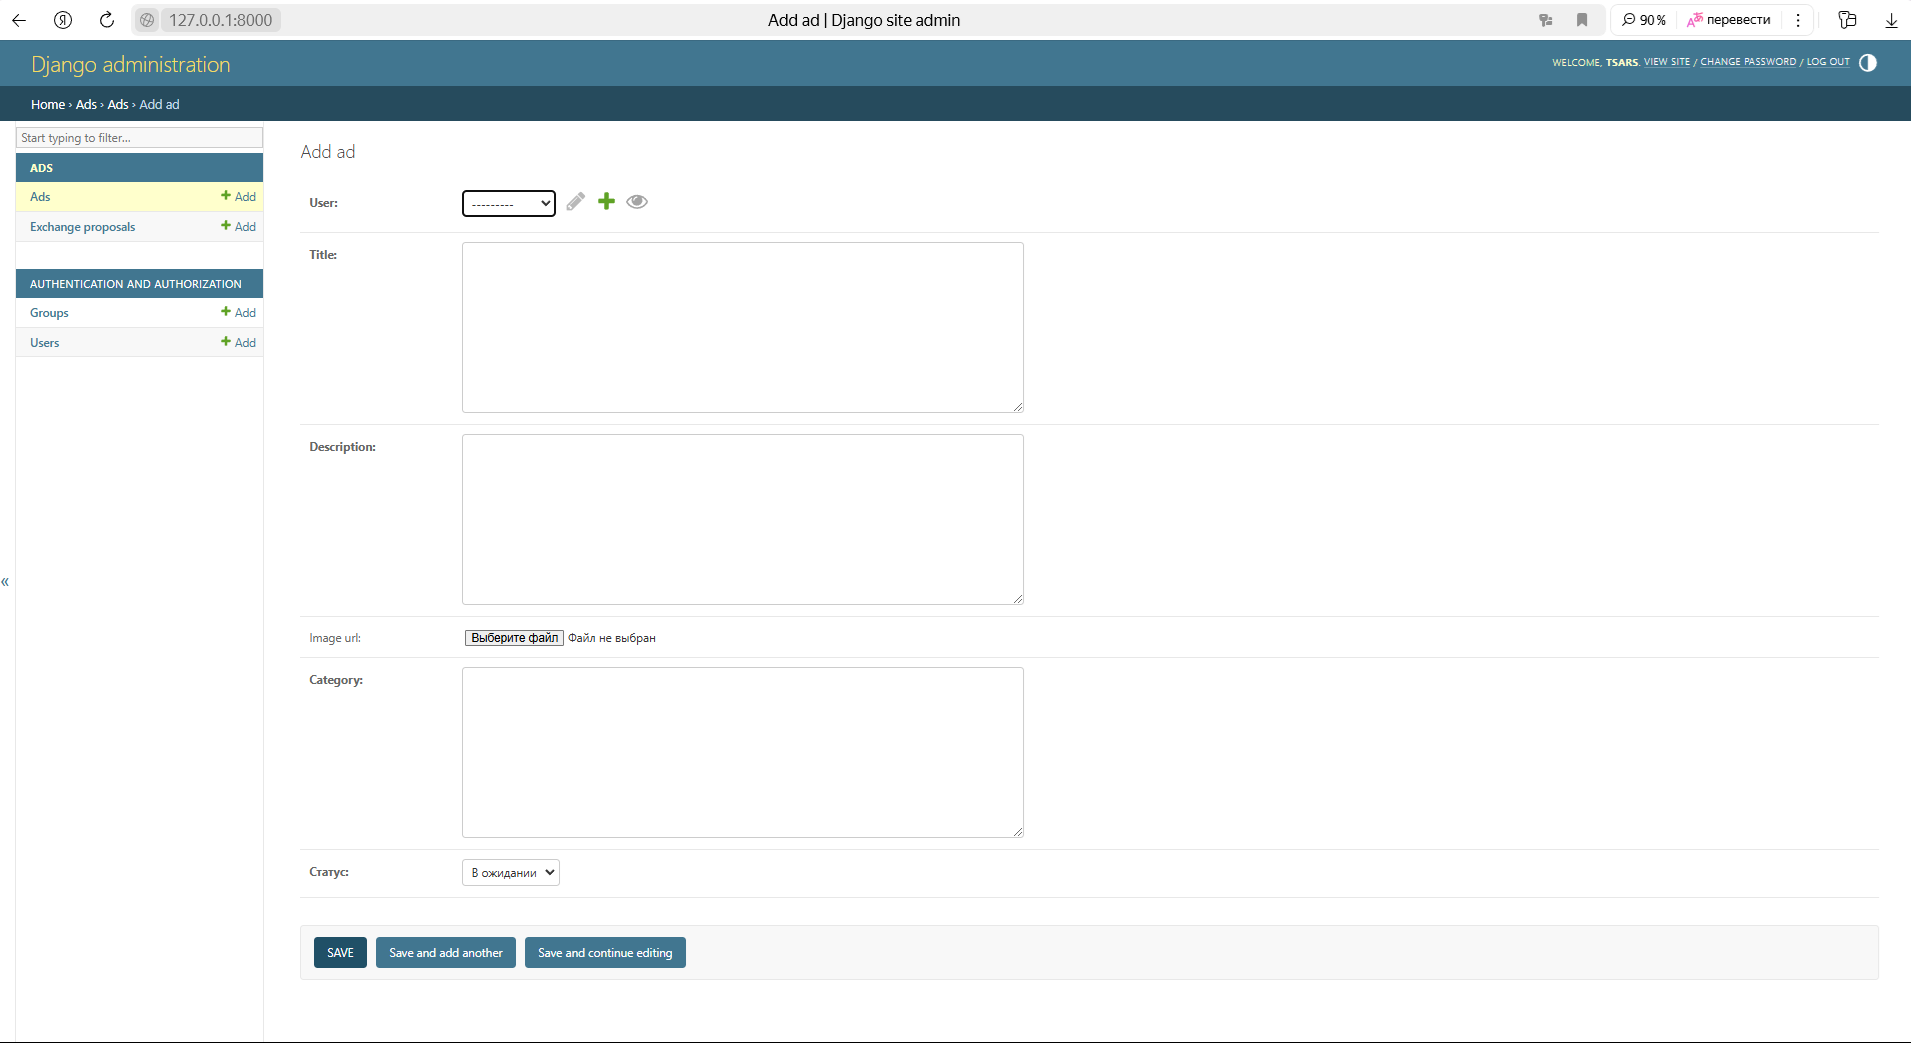 127.0.0.1:8000
Add ad | Django site admin
90 %
перевести
Django administration
WELCOME, TSARS. VIEW SITE / CHANGE PASSWORD / LOG OUT
Home › Ads › Ads › Add ad
Start typing to filter...
ADS
Ads
Add
Exchange proposals
Add
AUTHENTICATION AND AUTHORIZATION
Groups
Add
Users
Add
«
Add ad
User:
---------
Title:
Description:
Image url:
Выберите файл Файл не выбран
Category:
Статус:
В ожидании
SAVE
Save and add another
Save and continue editing